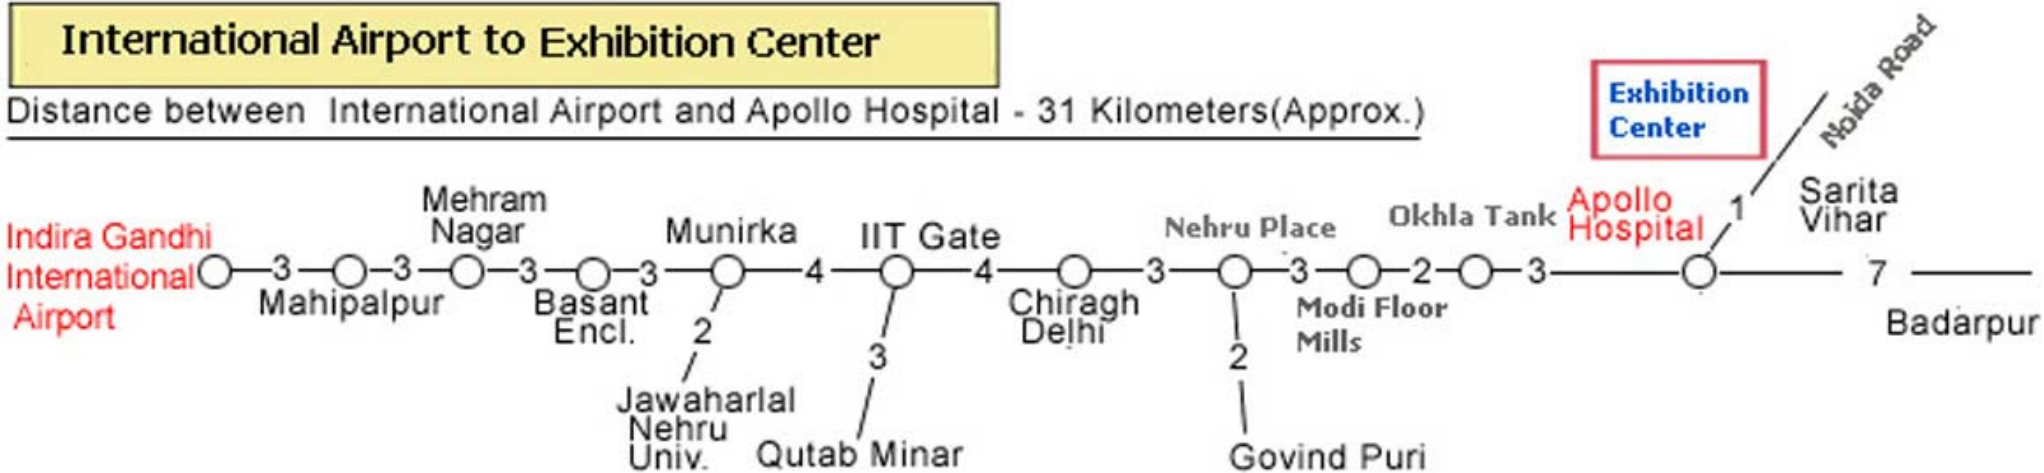 International Airport to Exhibition Center
Distance between International Airport and Apollo Hospital - 31 Kilometers(Approx.)
Exhibition
Center
Noida Road
Indira Gandhi
International
Airport
3
Mahipalpur
3
Mehram
Nagar
3
Basant
Encl.
3
Munirka
2
Jawaharlal
Nehru
Univ.
4
IIT Gate
3
Qutab Minar
4
Chiragh
Delhi
3
Nehru Place
2
Govind Puri
3
Modi Floor
Mills
2
Okhla Tank
3
Apollo
Hospital
1
Sarita
Vihar
7
Badarpur